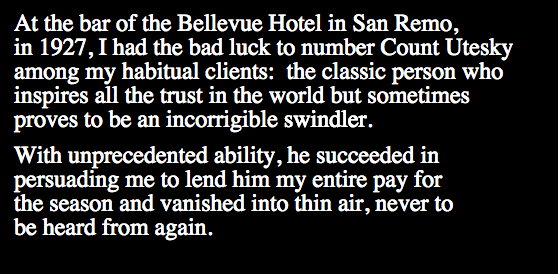 At the bar of the Bellevue Hotel in San Remo,
in 1927, I had the bad luck to number Count Utesky
among my habitual clients:  the classic person who
inspires all the trust in the world but sometimes
proves to be an incorrigible swindler.
With unprecedented ability, he succeeded in
persuading me to lend him my entire pay for
the season and vanished into thin air, never to
be heard from again.